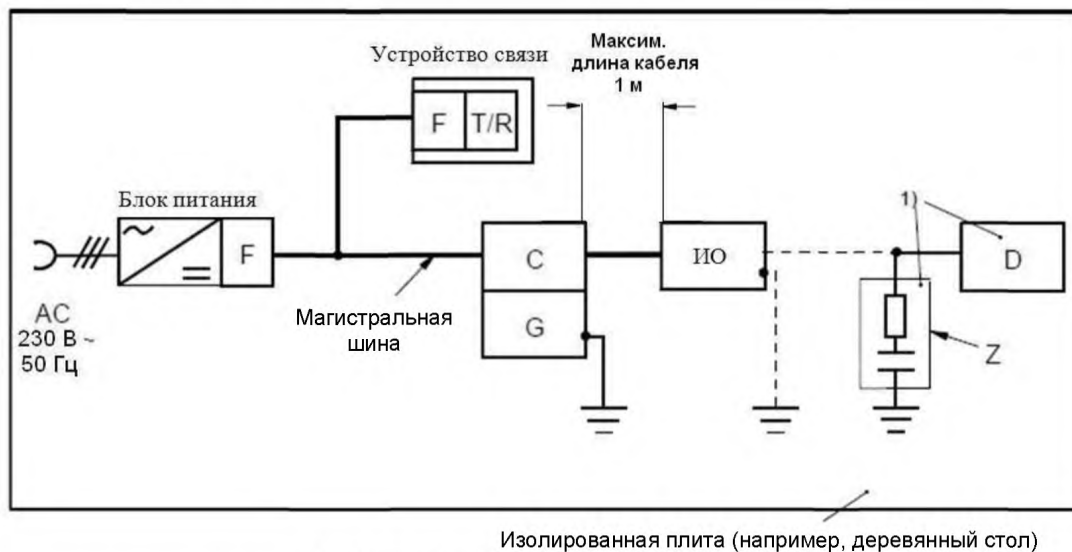 Устройство связи
Максим.
длина кабеля
1 м
F T/R
Блок питания
F
AC
230 В ~
50 Гц
Магистральная
шина
C
G
ИО
1)
D
Z
Изолированная плита (например, деревянный стол)